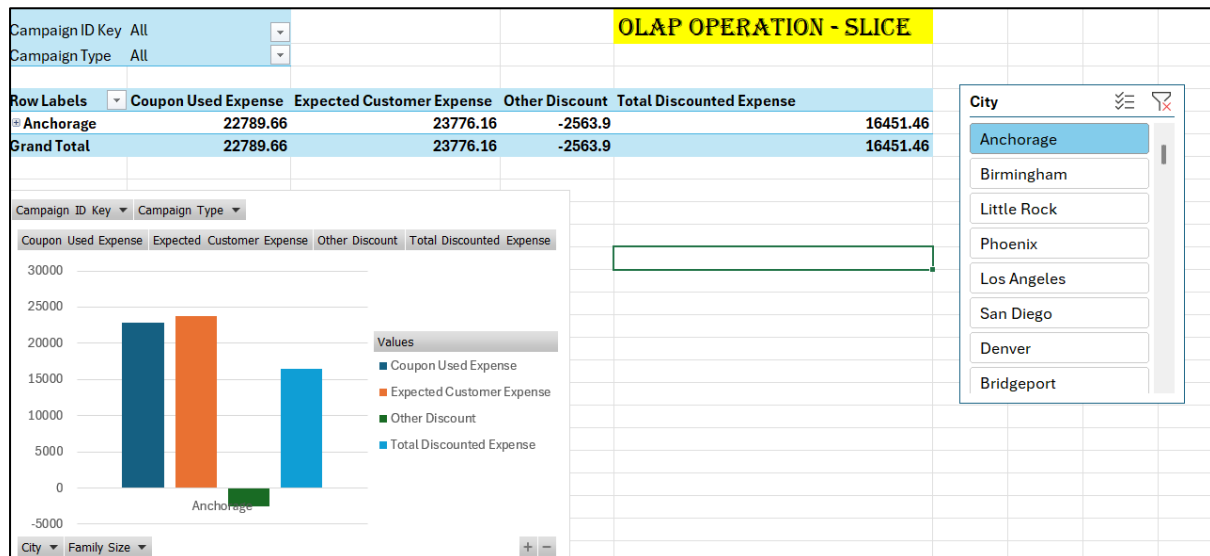 Campaign ID Key All
OLAP OPERATION - SLICE
Campaign Type All
Row Labels Coupon Used Expense Expected Customer Expense Other Discount Total Discounted Expense
Anchorage 22789.66 23776.16 -2563.9 16451.46
Grand Total 22789.66 23776.16 -2563.9 16451.46
City
Anchorage
Birmingham
Little Rock
Phoenix
Los Angeles
San Diego
Denver
Bridgeport
Campaign ID Key Campaign Type
Coupon Used Expense Expected Customer Expense Other Discount Total Discounted Expense
30000
25000
20000
15000
10000
5000
0
-5000
Anchorage
Values
Coupon Used Expense
Expected Customer Expense
Other Discount
Total Discounted Expense
City Family Size
+ −